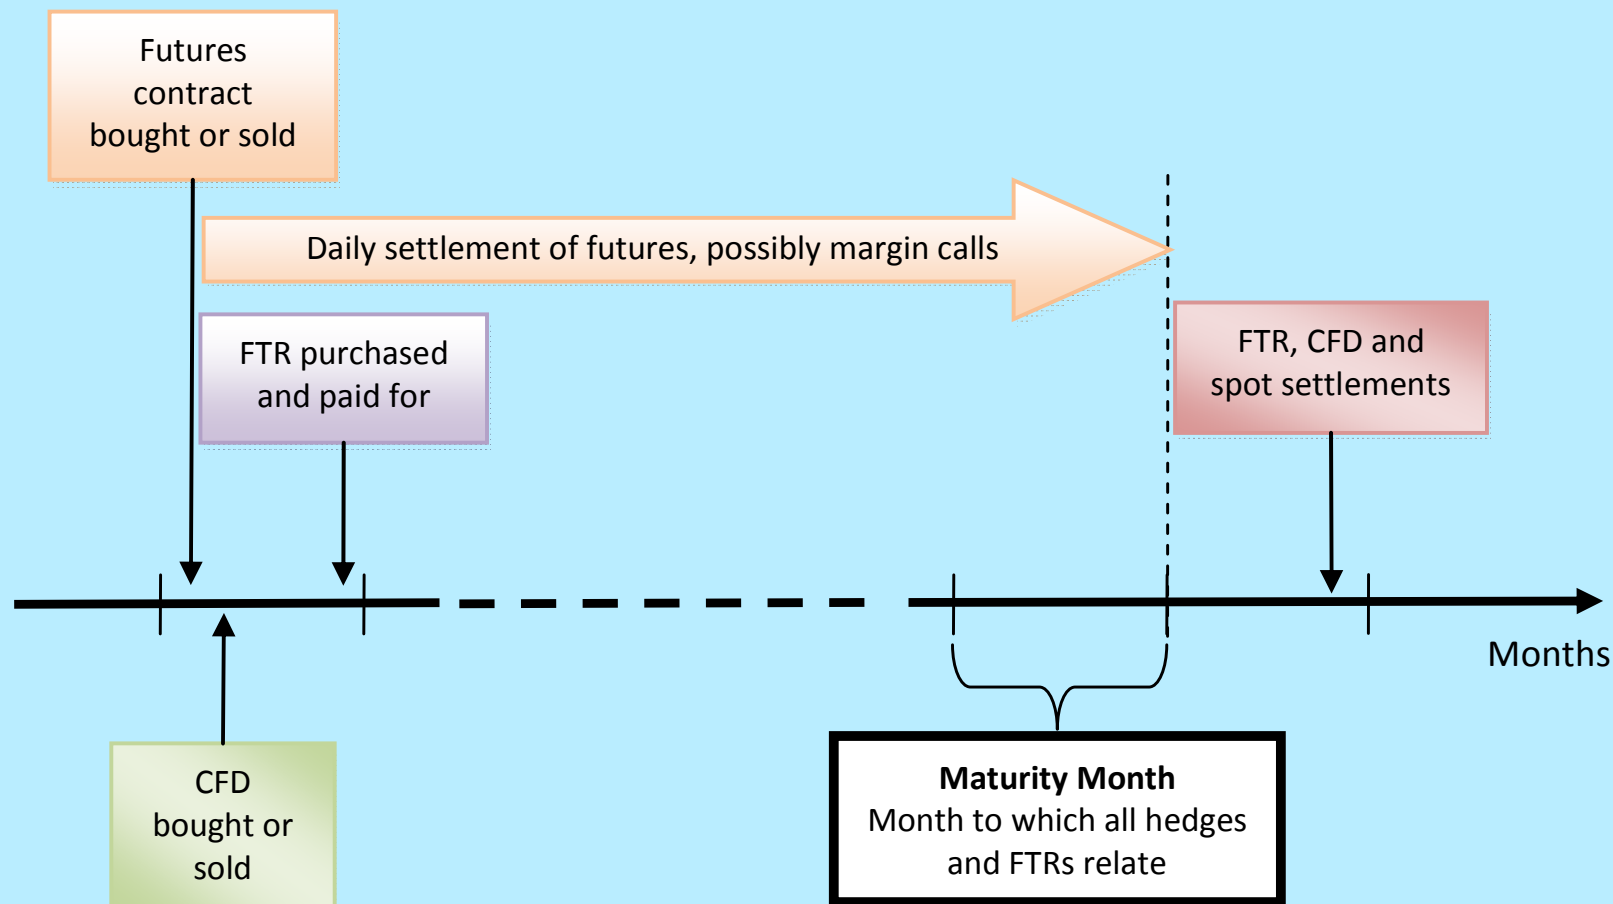 Futures
contract
bought or sold
Daily settlement of futures, possibly margin calls
FTR purchased
and paid for
FTR, CFD and
spot settlements
Months
CFD
bought or
sold
Maturity Month
Month to which all hedges
and FTRs relate